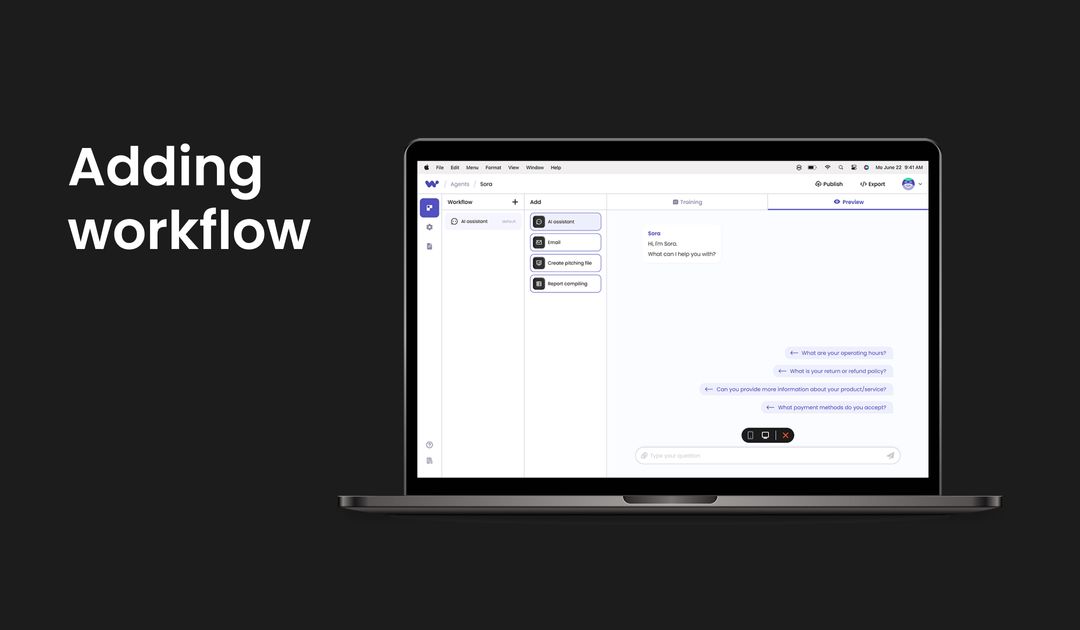 Adding
workflow
File Edit Menu Format View Window Help
Mo June 22 9:41 AM
/ Agents / Sora
Publish
</> Export
Workflow +
Add
Training
Preview
AI assistant default
AI assistant
Email
Create pitching file
Report compiling
Sora
Hi, I'm Sora.
What can I help you with?
What are your operating hours?
What is your return or refund policy?
Can you provide more information about your product/service?
What payment methods do you accept?
Type your question